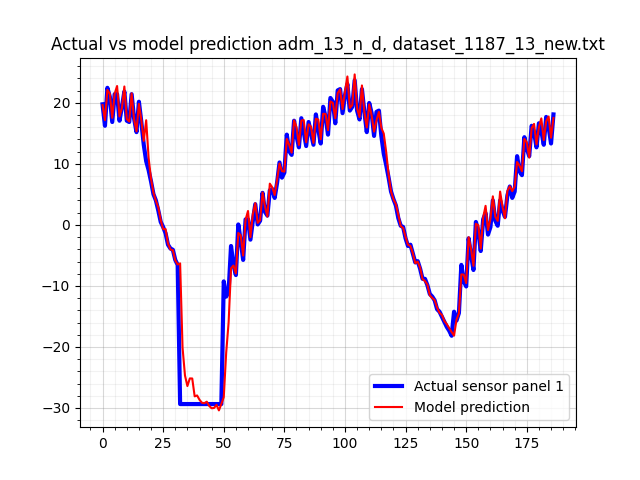 Actual vs model prediction adm_13_n_d, dataset_1187_13_new.txt
20
10
0
−10
−20
−30
0 25 50 75 100 125 150 175
Actual sensor panel 1
Model prediction